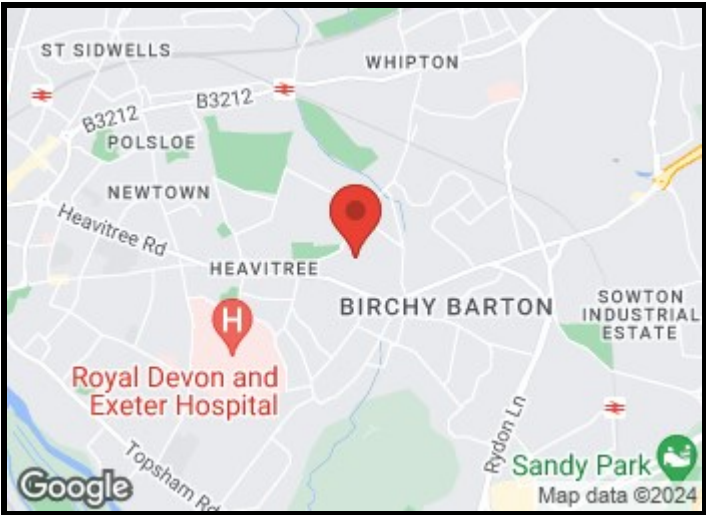 ST SIDWELLS
WHIPTON
B3212
B3212
POLSLOE
NEWTOWN
Heavitree Rd
HEAVITREE
BIRCHY BARTON
SOWTON
INDUSTRIAL
ESTATE
H
Royal Devon and
Exeter Hospital
Rydon Ln
Topsham Rd
Sandy Park
Google
Map data ©2024